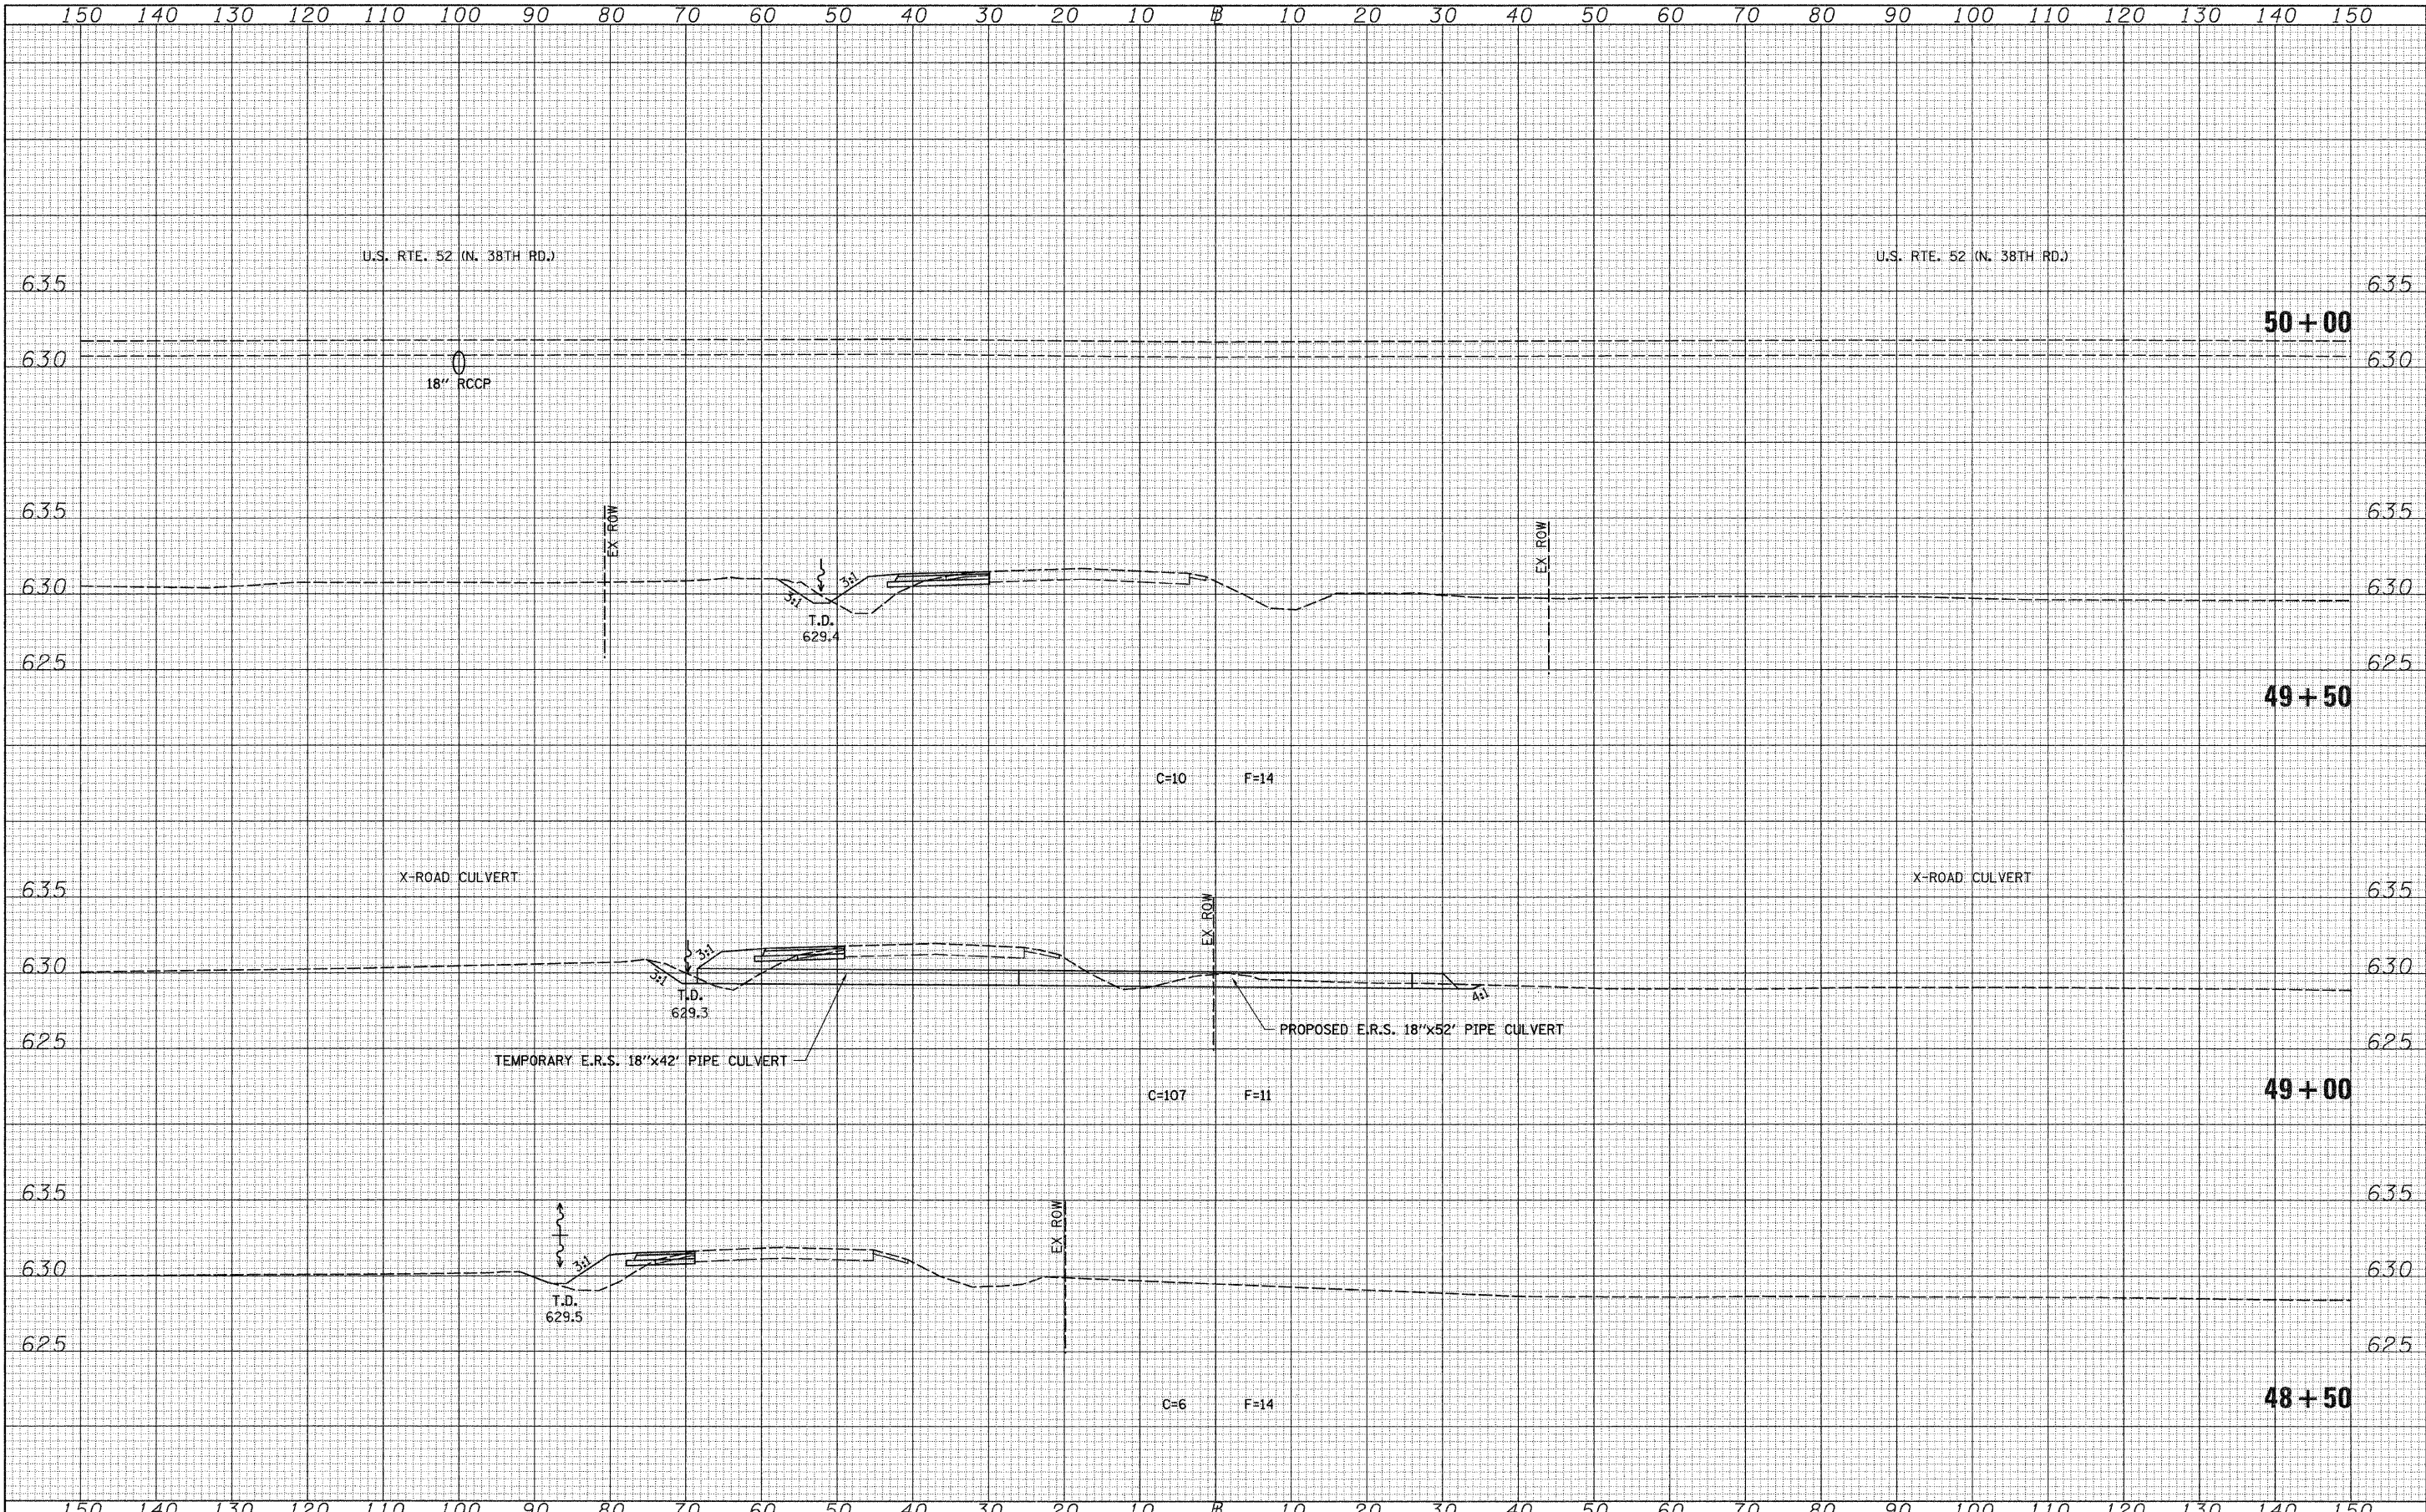 150 140 130 120 110 100 90 80 70 60 50 40 30 20 10 ⅊ 10 20 30 40 50 60 70 80 90 100 110 120 130 140 150
U.S. RTE. 52 (N. 38TH RD.) U.S. RTE. 52 (N. 38TH RD.)
635 635
50+00
630 630
18" RCCP
635 635
EX ROW EX ROW
3:1
630 630
3:1
T.D.
629.4
625 625
49+50
C=10 F=14
X-ROAD CULVERT X-ROAD CULVERT
635 635
EX ROW
3:1
630 630
3:1
T.D. 4:1
629.3
PROPOSED E.R.S. 18"x52' PIPE CULVERT
625 625
TEMPORARY E.R.S. 18"x42' PIPE CULVERT
C=107 F=11
49+00
635 635
EX ROW
3:1
630 630
T.D.
629.5
625 625
C=6 F=14
48+50
150 140 130 120 110 100 90 80 70 60 50 40 30 20 10 ⅊ 10 20 30 40 50 60 70 80 90 100 110 120 130 140 150